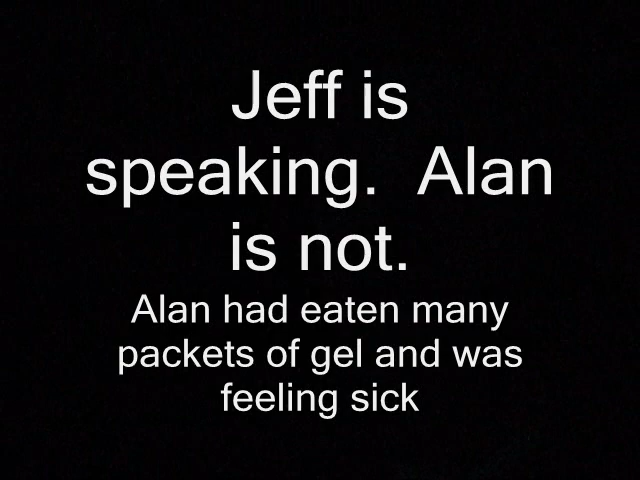 Jeff is
speaking.  Alan
is not.
Alan had eaten many
packets of gel and was
feeling sick